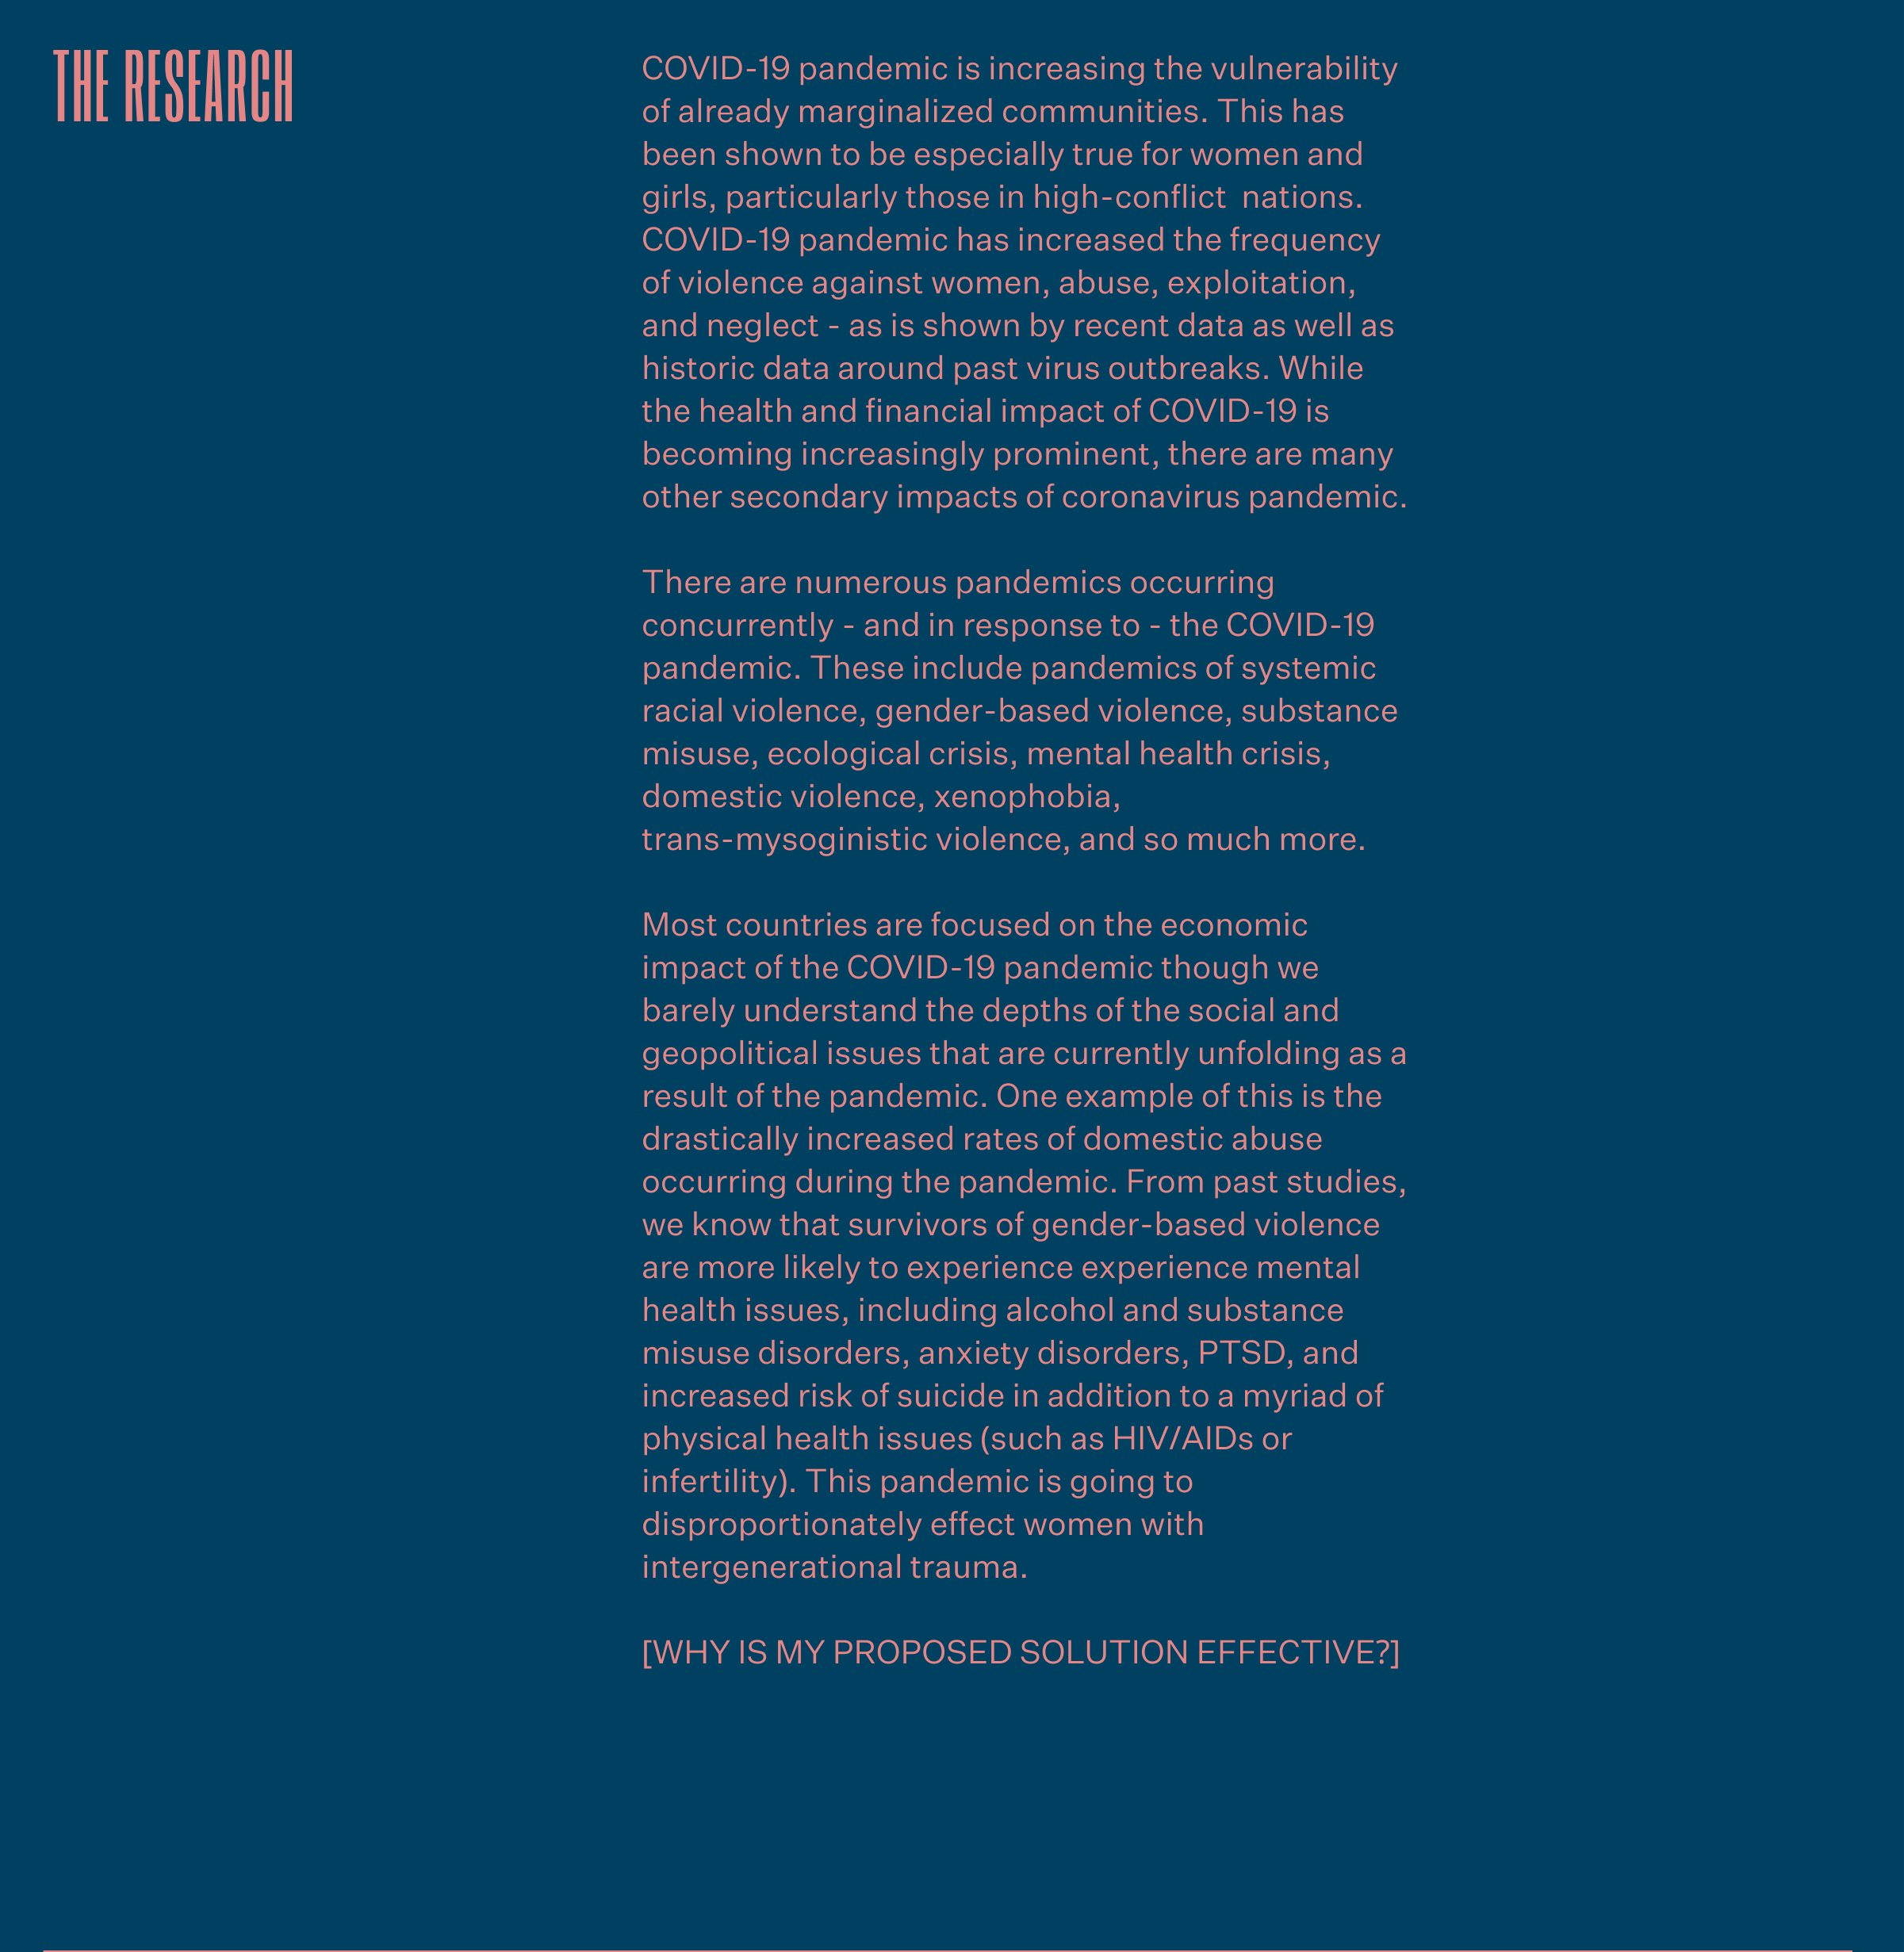 THE RESEARCH
COVID-19 pandemic is increasing the vulnerability
of already marginalized communities. This has
been shown to be especially true for women and
girls, particularly those in high-conflict  nations.
COVID-19 pandemic has increased the frequency
of violence against women, abuse, exploitation,
and neglect - as is shown by recent data as well as
historic data around past virus outbreaks. While
the health and financial impact of COVID-19 is
becoming increasingly prominent, there are many
other secondary impacts of coronavirus pandemic.
There are numerous pandemics occurring
concurrently - and in response to - the COVID-19
pandemic. These include pandemics of systemic
racial violence, gender-based violence, substance
misuse, ecological crisis, mental health crisis,
domestic violence, xenophobia,
trans-mysoginistic violence, and so much more.
Most countries are focused on the economic
impact of the COVID-19 pandemic though we
barely understand the depths of the social and
geopolitical issues that are currently unfolding as a
result of the pandemic. One example of this is the
drastically increased rates of domestic abuse
occurring during the pandemic. From past studies,
we know that survivors of gender-based violence
are more likely to experience experience mental
health issues, including alcohol and substance
misuse disorders, anxiety disorders, PTSD, and
increased risk of suicide in addition to a myriad of
physical health issues (such as HIV/AIDs or
infertility). This pandemic is going to
disproportionately effect women with
intergenerational trauma.
[WHY IS MY PROPOSED SOLUTION EFFECTIVE?]